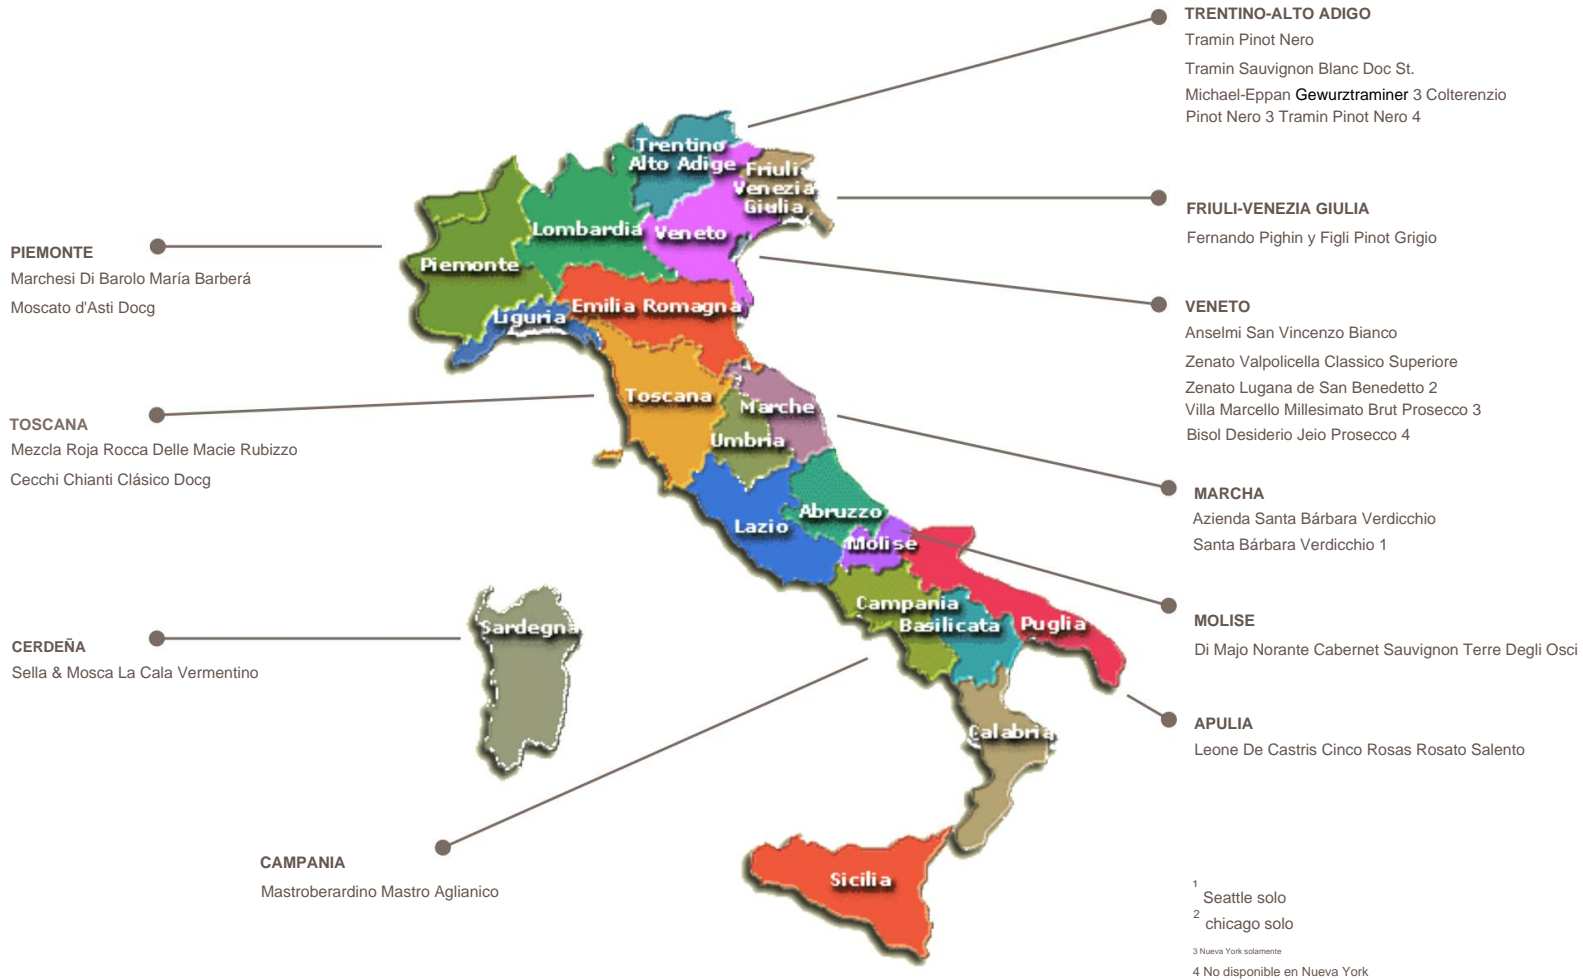 TRENTINO-ALTO ADIGO
Tramin Pinot Nero
Tramin Sauvignon Blanc Doc St.
Michael-Eppan Gewurztraminer 3 Colterenzio
Pinot Nero 3 Tramin Pinot Nero 4
FRIULI-VENEZIA GIULIA
Fernando Pighin y Figli Pinot Grigio
VENETO
Anselmi San Vincenzo Bianco
Zenato Valpolicella Classico Superiore
Zenato Lugana de San Benedetto 2
Villa Marcello Millesimato Brut Prosecco 3
Bisol Desiderio Jeio Prosecco 4
MARCHA
Azienda Santa Bárbara Verdicchio
Santa Bárbara Verdicchio 1
MOLISE
Di Majo Norante Cabernet Sauvignon Terre Degli Osci
APULIA
Leone De Castris Cinco Rosas Rosato Salento
PIEMONTE
Marchesi Di Barolo María Barberá
Moscato d'Asti Docg
TOSCANA
Mezcla Roja Rocca Delle Macie Rubizzo
Cecchi Chianti Clásico Docg
CERDEÑA
Sella & Mosca La Cala Vermentino
CAMPANIA
Mastroberardino Mastro Aglianico
Trentino
Alto Adige
Friuli
Venezia
Giulia
Lombardia
Veneto
Piemonte
Emilia Romagna
Liguria
Toscana
Marche
Umbria
Lazio
Abruzzo
Molise
Campania
Basilicata
Puglia
Sardegna
Calabria
Sicilia
1 Seattle solo
2 chicago solo
3 Nueva York solamente
4 No disponible en Nueva York